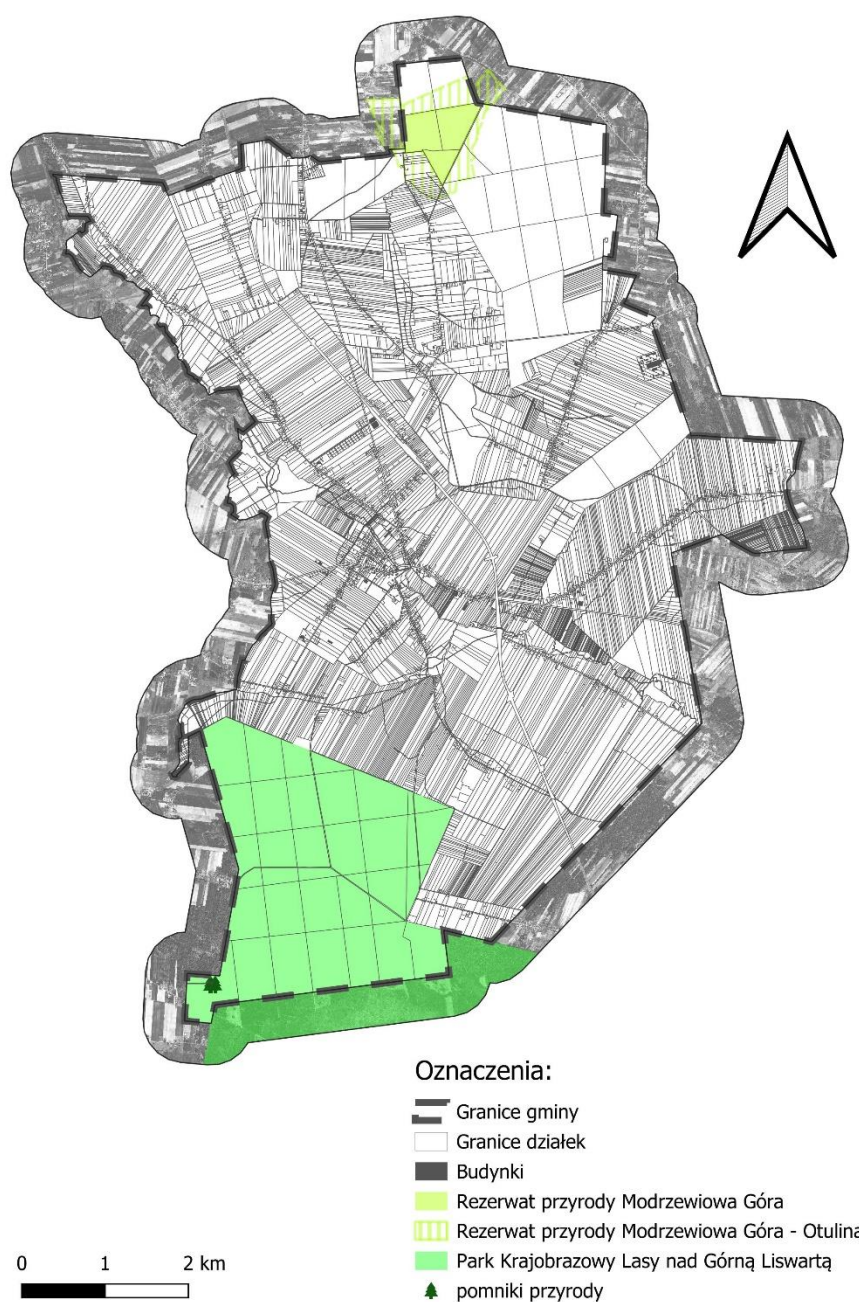 Oznaczenia:
Granice gminy
Granice działek
Budynki
Rezerwat przyrody Modrzewiowa Góra
Rezerwat przyrody Modrzewiowa Góra - Otulina
Park Krajobrazowy Lasy nad Górną Liswartą
pomniki przyrody
0 1 2 km